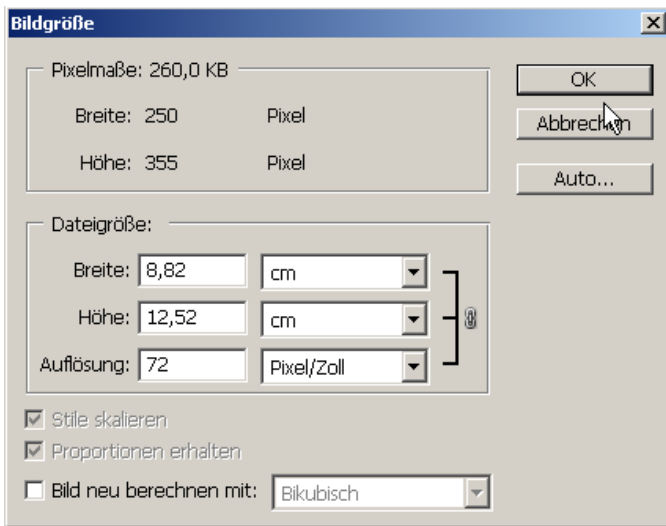 Bildgröße
Pixelmaße: 260,0 KB
Breite: 250 Pixel
Höhe: 355 Pixel
OK
Abbrechen
Auto...
Dateigröße:
Breite: 8,82 cm
Höhe: 12,52 cm
Auflösung: 72 Pixel/Zoll
Stile skalieren
Proportionen erhalten
Bild neu berechnen mit: Bikubisch